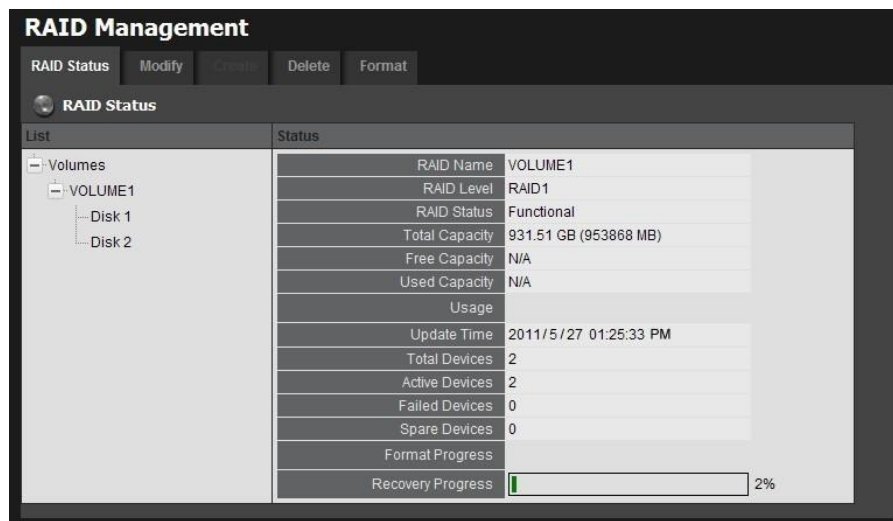 RAID Management
RAID Status Modify Create Delete Format
RAID Status
List Status
Volumes
VOLUME1
Disk 1
Disk 2
RAID Name VOLUME1
RAID Level RAID1
RAID Status Functional
Total Capacity 931.51 GB (953868 MB)
Free Capacity N/A
Used Capacity N/A
Usage
Update Time 2011/5/27 01:25:33 PM
Total Devices 2
Active Devices 2
Failed Devices 0
Spare Devices 0
Format Progress
Recovery Progress 2%